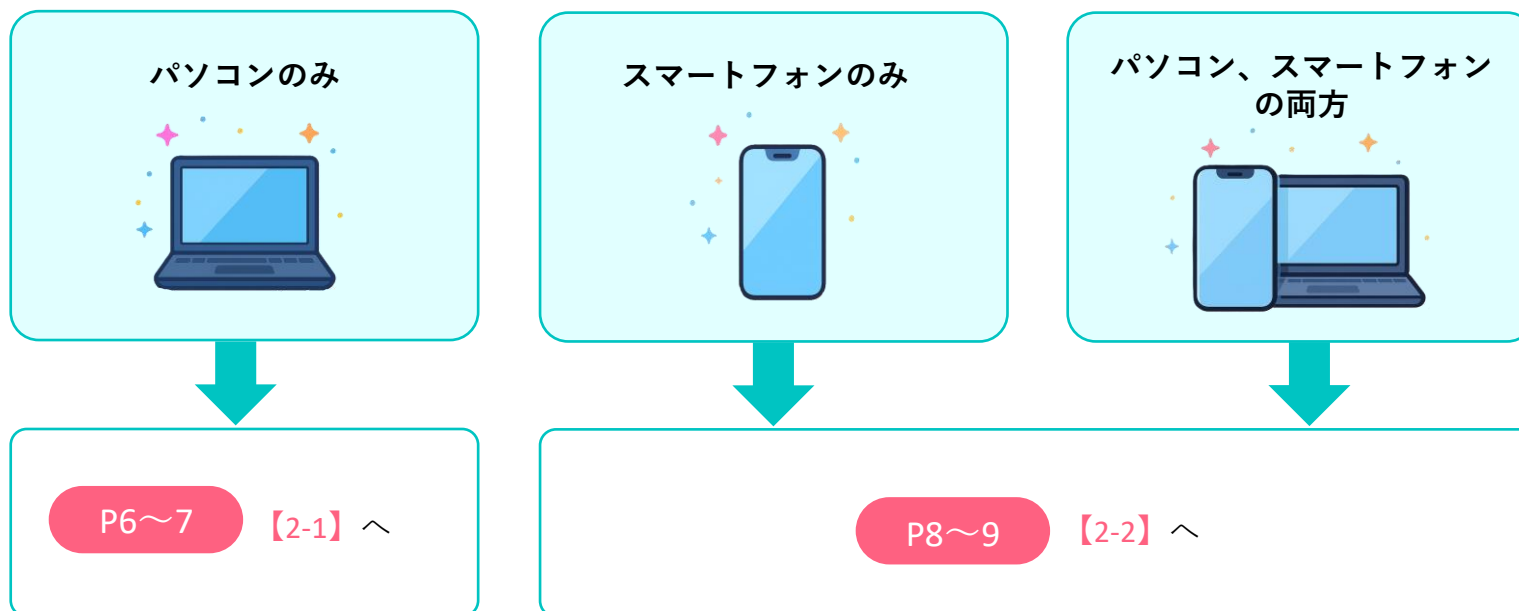 パソコンのみ
スマートフォンのみ
パソコン、スマートフォン
の両方
P6～7 【2-1】 へ
P8～9 【2-2】 へ